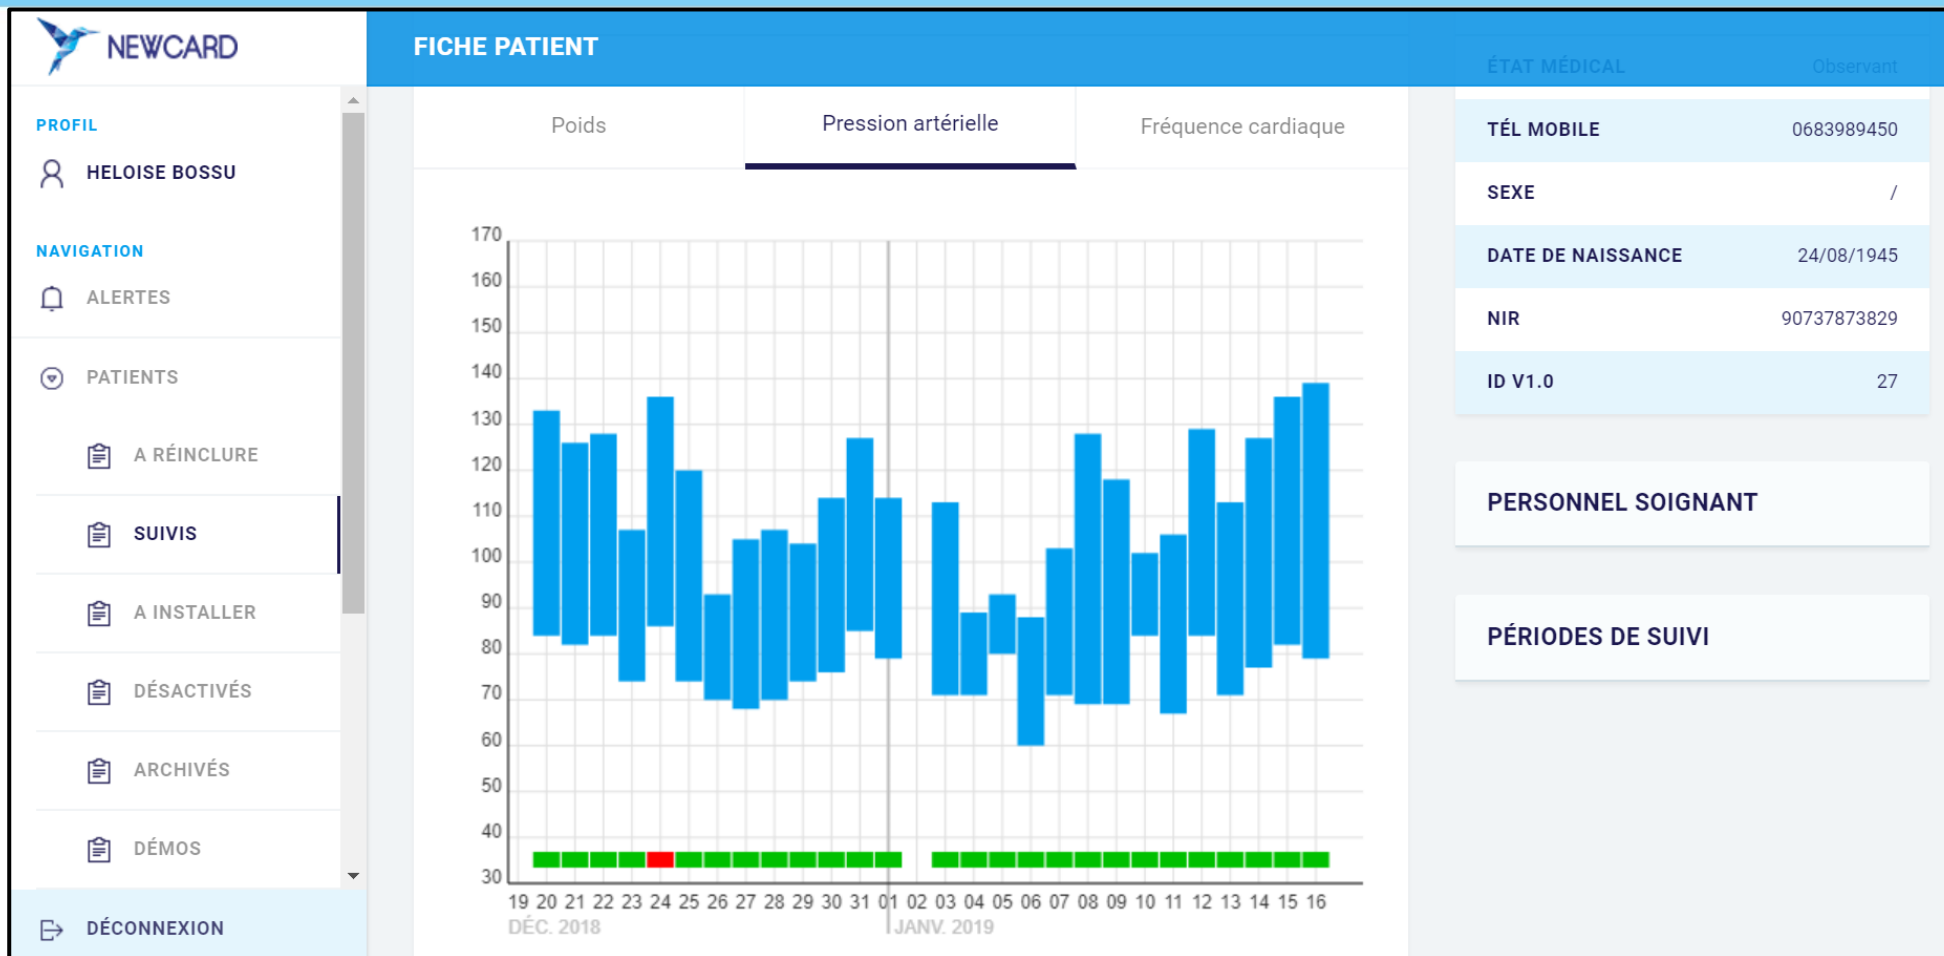 NEWCARD
FICHE PATIENT
PROFIL
HELOISE BOSSU
NAVIGATION
ALERTES
PATIENTS
A RÉINCLURE
SUIVIS
A INSTALLER
DÉSACTIVÉS
ARCHIVÉS
DÉMOS
DÉCONNEXION
Poids Pression artérielle Fréquence cardiaque
170
160
150
140
130
120
110
100
90
80
70
60
50
40
30
19 20 21 22 23 24 25 26 27 28 29 30 31 01 02 03 04 05 06 07 08 09 10 11 12 13 14 15 16
DÉC. 2018 JANV. 2019
ÉTAT MÉDICAL Observant
TÉL MOBILE 0683989450
SEXE /
DATE DE NAISSANCE 24/08/1945
NIR 90737873829
ID V1.0 27
PERSONNEL SOIGNANT
PÉRIODES DE SUIVI